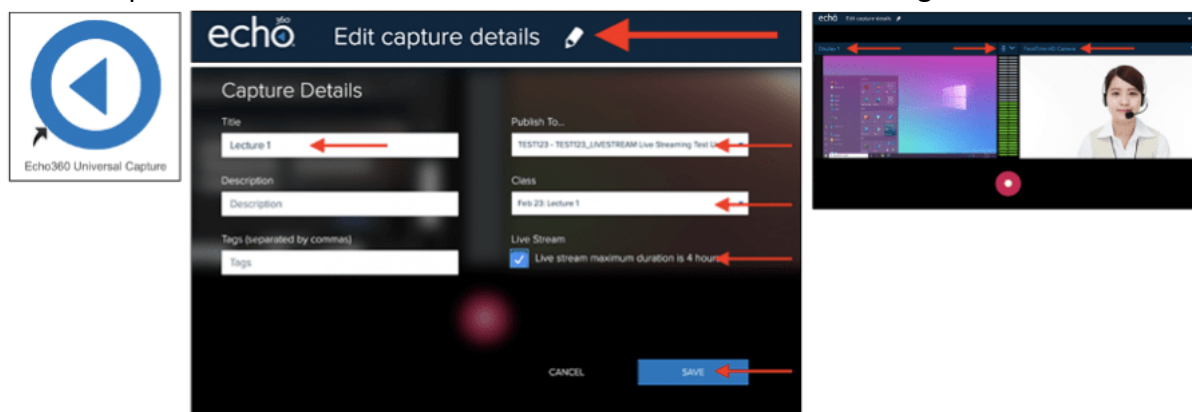 Echo360 Universal Capture
echo360
Edit capture details
Capture Details
Title
Lecture 1
Description
Description
Tags (separated by commas)
Tags
Publish To...
TEST123 - TEST123_LIVESTREAM Live Streaming Test U
Class
Feb 23: Lecture 1
Live Stream
Live stream maximum duration is 4 hours
CANCEL
SAVE
echo
Edit capture details
Display 1
FaceTime HD Camera